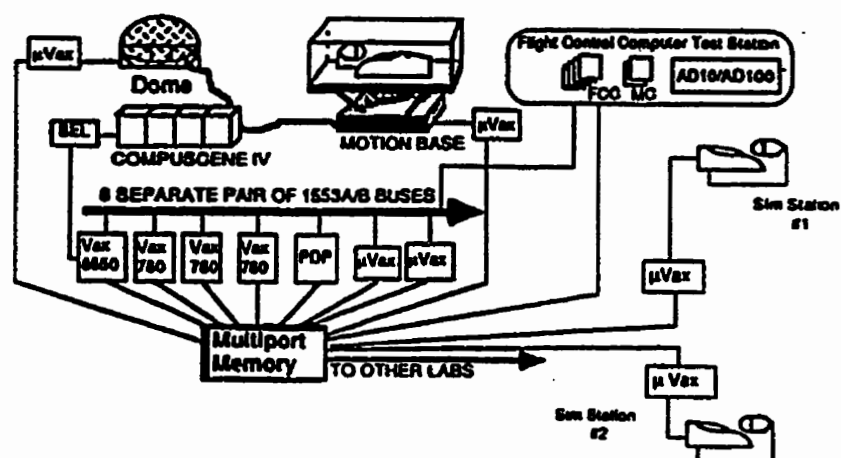 μVax
Dome
SEL
COMPUSCENE IV
MOTION BASE
μVax
Flight Control Computer Test Station
FCC
MC
AD10/AD100
8 SEPARATE PAIR OF 1553A/B BUSES
Vax
8650
Vax
780
Vax
780
Vax
780
PDP
μVax
μVax
Multiport
Memory
TO OTHER LABS
Sim Station
#1
μVax
μ Vax
Sim Station
#2